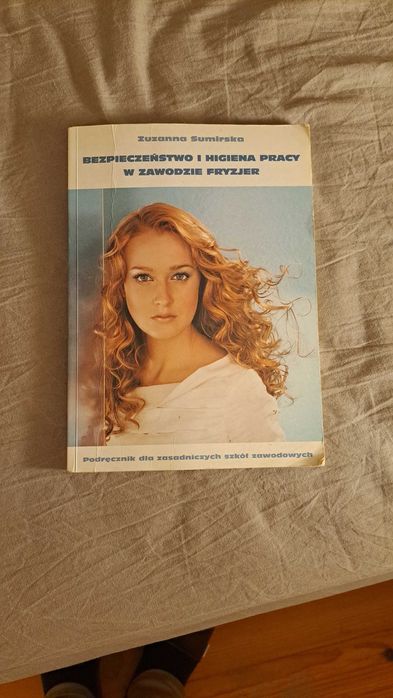 Zuzanna Sumirska
BEZPIECZEŃSTWO I HIGIENA PRACY
W ZAWODZIE FRYZJER
Podręcznik dla zasadniczych szkół zawodowych